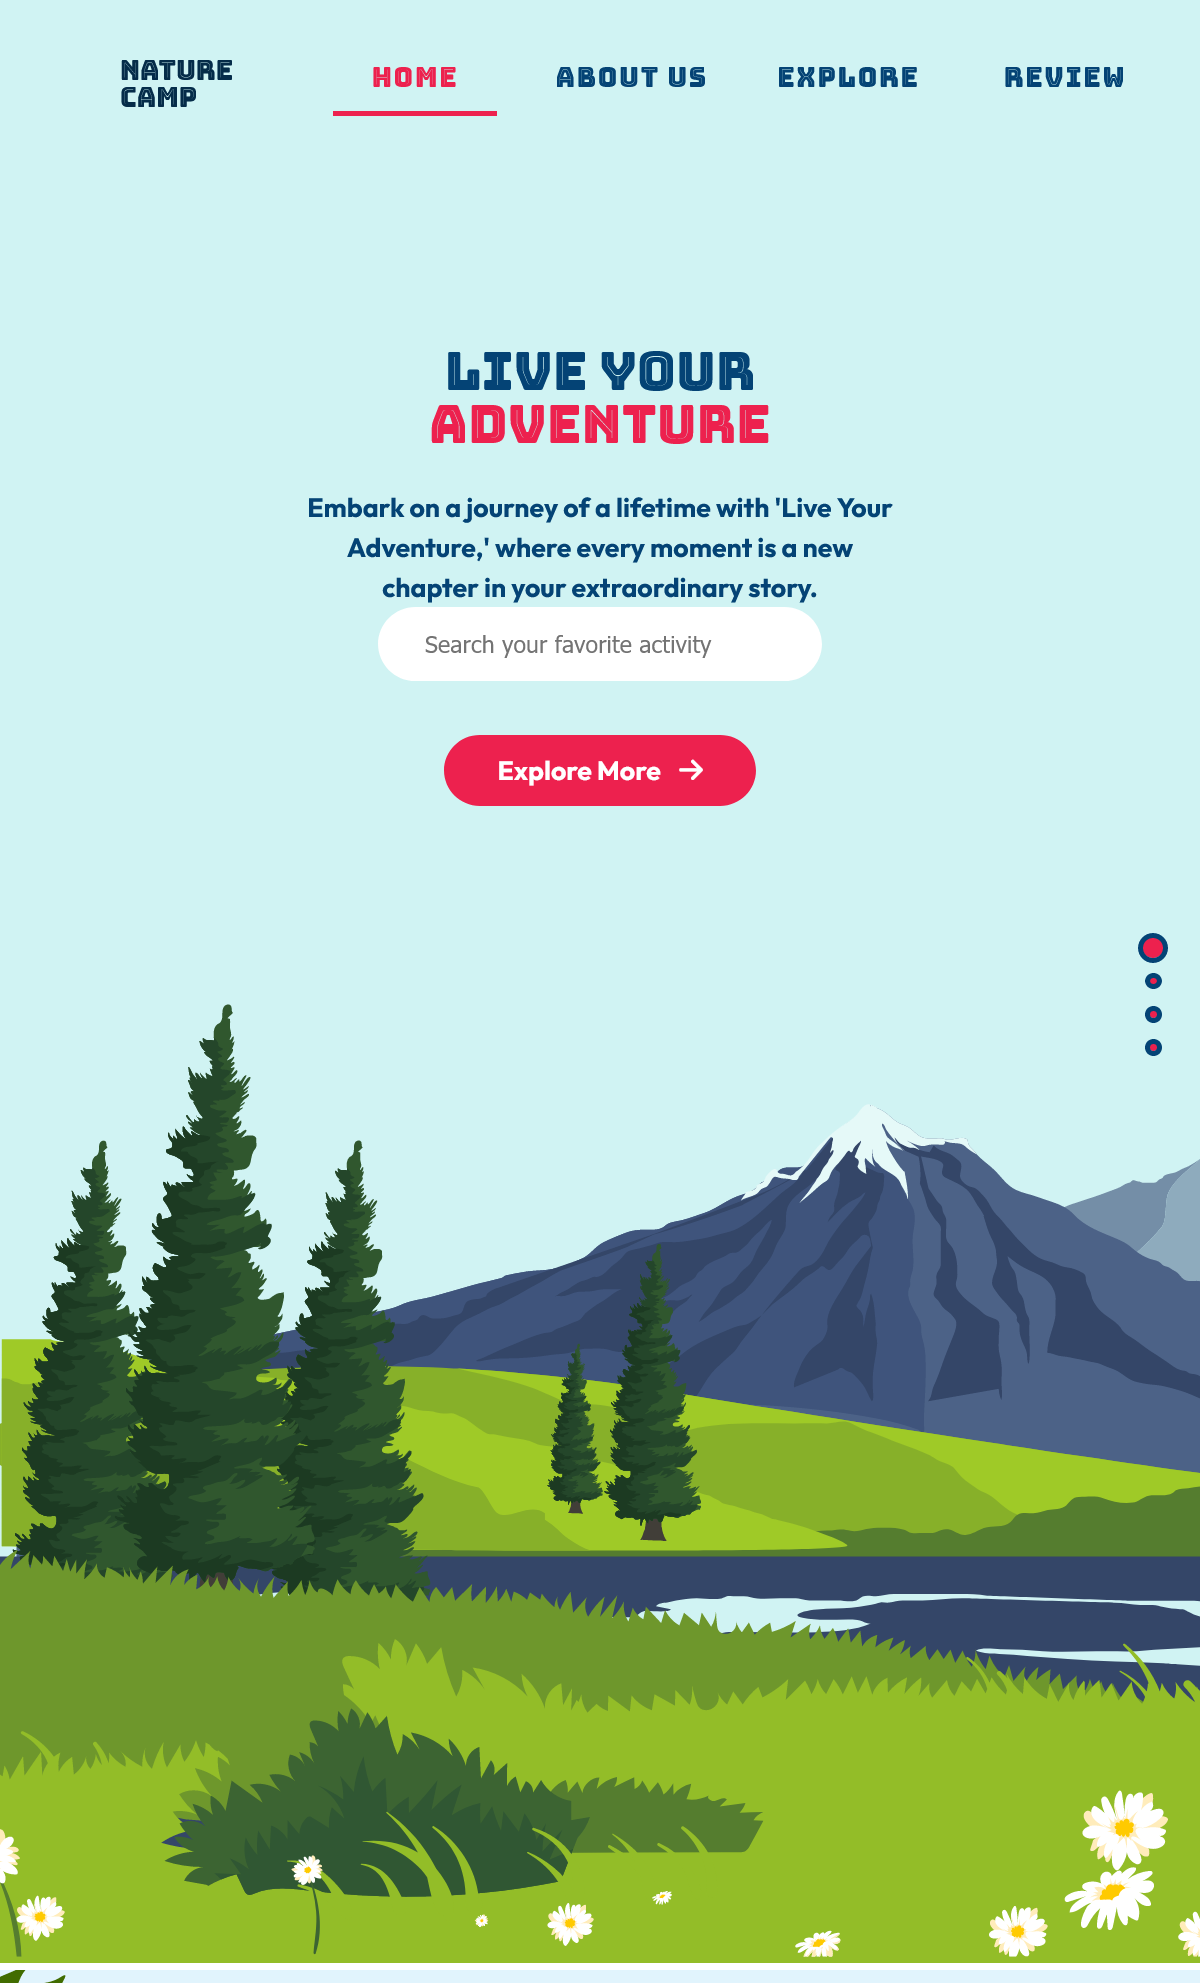 NATURE
CAMP
HOME
ABOUT US
EXPLORE
REVIEW
LIVE YOUR
ADVENTURE
Embark on a journey of a lifetime with 'Live Your
Adventure,' where every moment is a new
chapter in your extraordinary story.
Search your favorite activity
Explore More